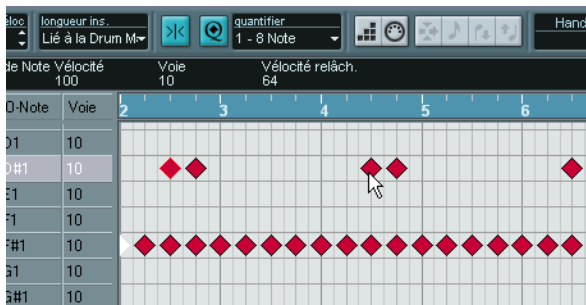 éloc longueur ins. quantifier
Lié à la Drum M 1 - 8 Note Hand
de Note Vélocité Voie Vélocité relâch.
100 10 64
O-Note Voie 2 3 4 5 6
D1 10
D#1 10
E1 10
F1 10
F#1 10
G1 10
G#1 10